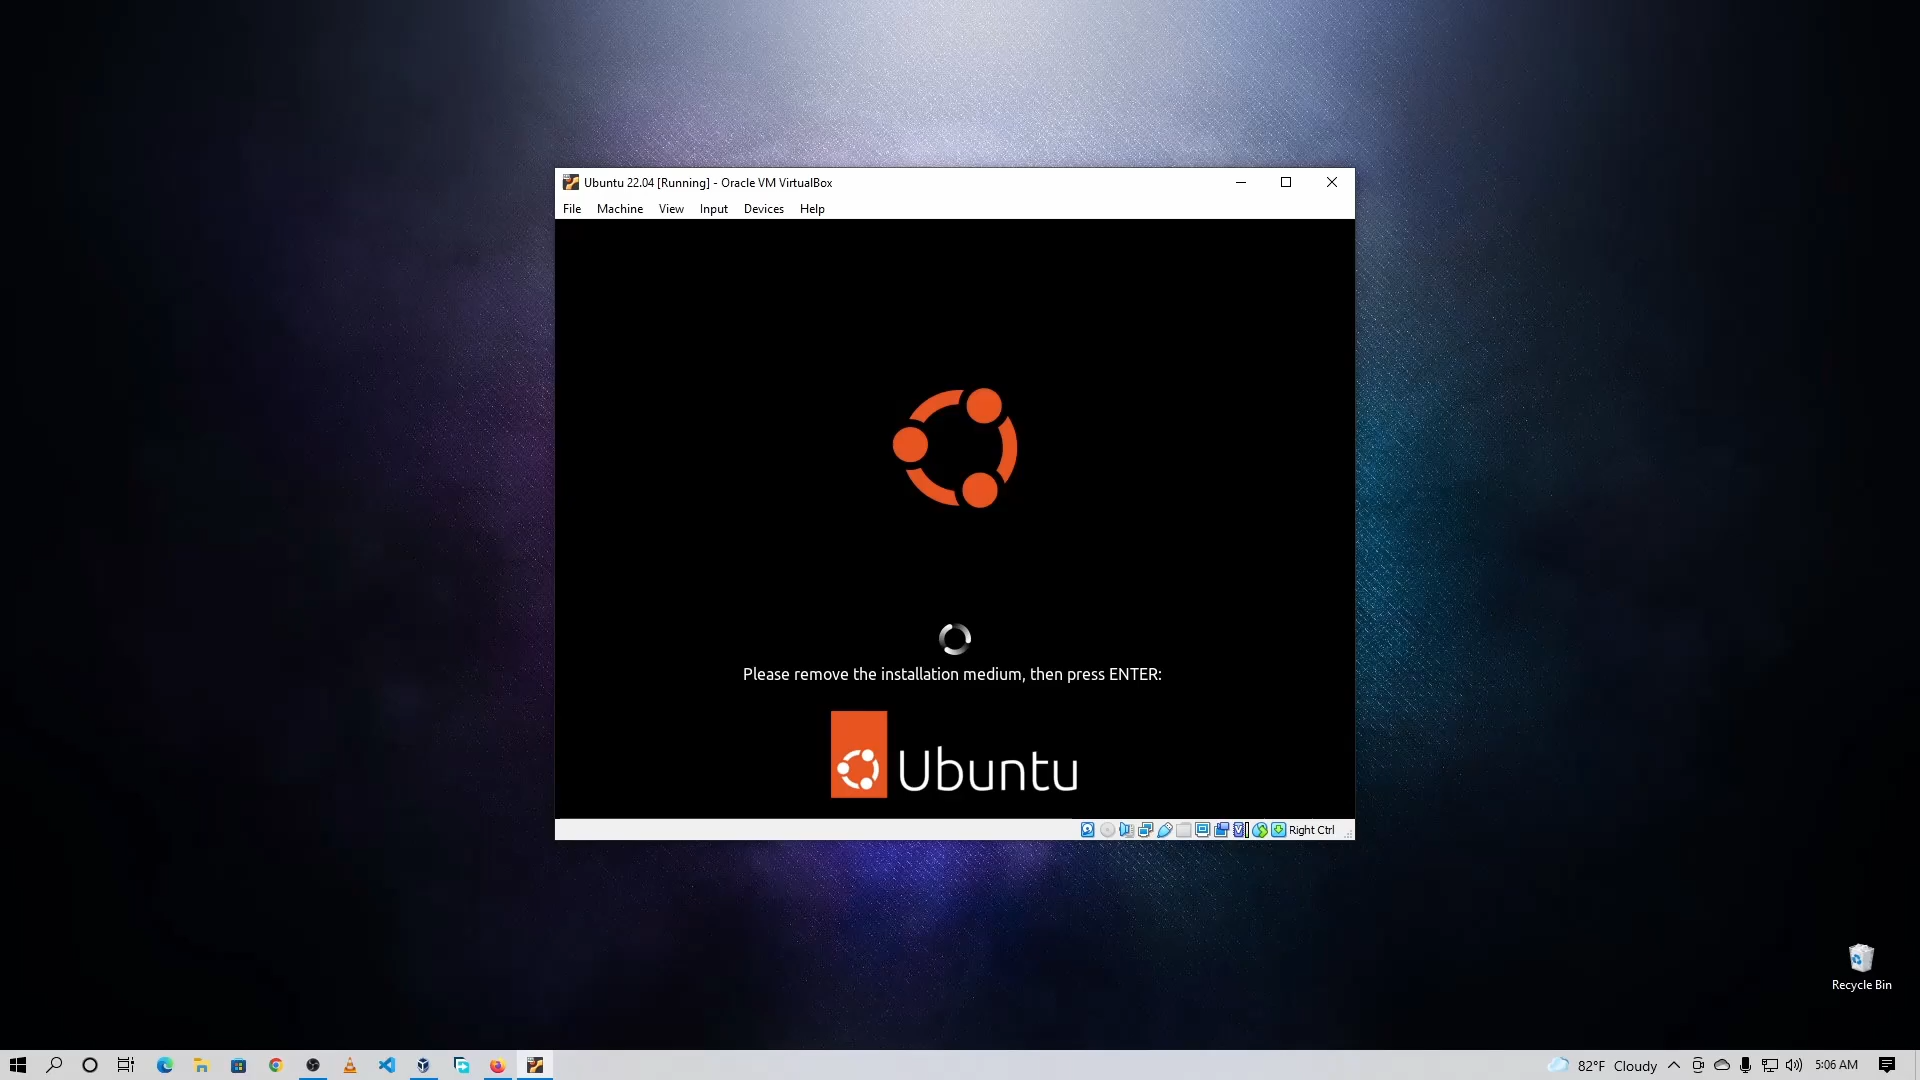 Ubuntu 22.04 [Running] - Oracle VM VirtualBox
File Machine View Input Devices Help
Please remove the installation medium, then press ENTER:
Ubuntu
Right Ctrl
Recycle Bin
82°F Cloudy
5:06 AM